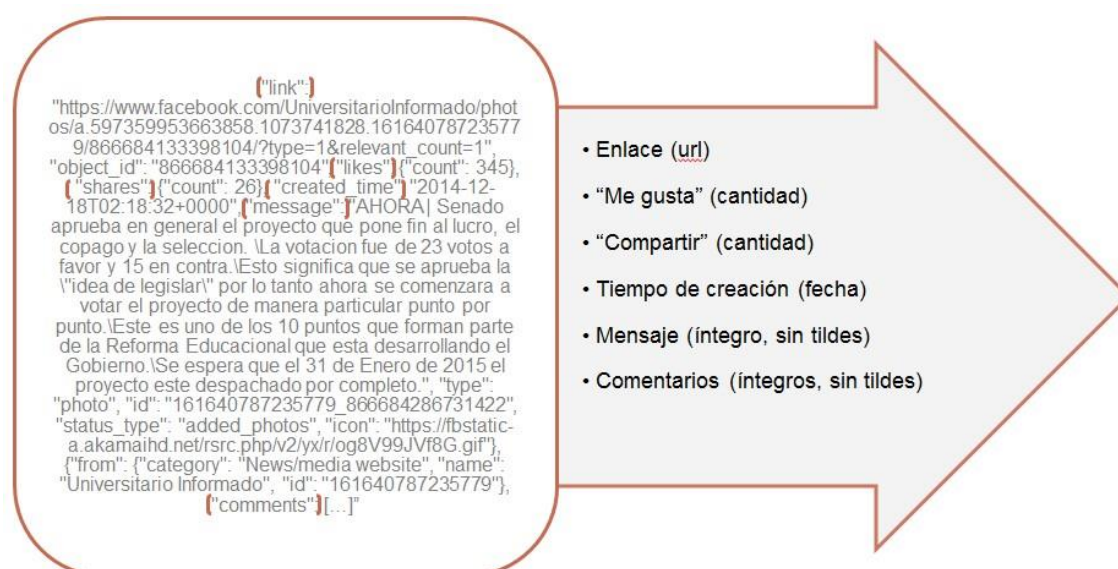 {"link":
"https://www.facebook.com/UniversitarioInformado/phot
os/a.597359953663858.1073741828.16164078723577
9/866684133398104/?type=1&relevant_count=1",
"object_id": "866684133398104" "likes" {"count": 345},
"shares" {"count": 26} "created_time" "2014-12-
18T02:18:32+0000", "message": "AHORA| Senado
aprueba en general el proyecto que pone fin al lucro, el
copago y la seleccion. \La votacion fue de 23 votos a
favor y 15 en contra.\Esto significa que se aprueba la
\"idea de legislar\" por lo tanto ahora se comenzara a
votar el proyecto de manera particular punto por
punto.\Este es uno de los 10 puntos que forman parte
de la Reforma Educacional que esta desarrollando el
Gobierno.\Se espera que el 31 de Enero de 2015 el
proyecto este despachado por completo.", "type":
"photo", "id": "161640787235779_866684286731422",
"status_type": "added_photos", "icon": "https://fbstatic-
a.akamaihd.net/rsrc.php/v2/yx/r/og8V99JVf8G.gif"},
{"from": {"category": "News/media website", "name":
"Universitario Informado", "id": "161640787235779"},
"comments": [...]"
• Enlace (url)
• “Me gusta” (cantidad)
• “Compartir” (cantidad)
• Tiempo de creación (fecha)
• Mensaje (íntegro, sin tildes)
• Comentarios (íntegros, sin tildes)